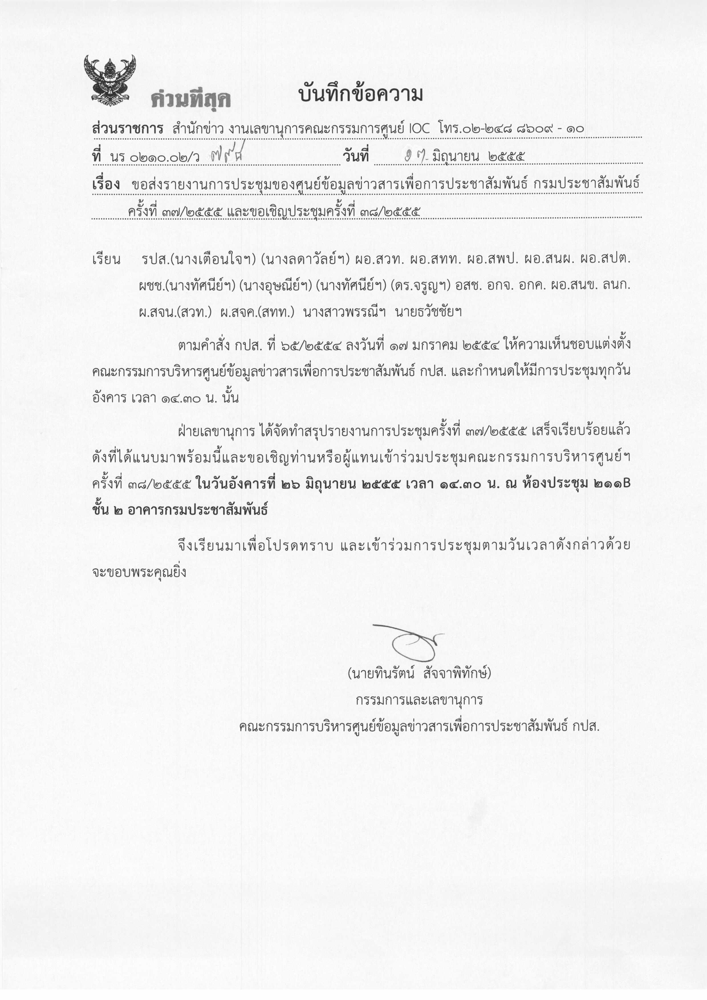 ด่วนที่สุด
บันทึกข้อความ
ส่วนราชการ สำนักข่าว งานเลขานุการคณะกรรมการศูนย์ IOC โทร.๐๒-๒๔๘ ๘๖๐๙ - ๑๐
ที่ นร ๐๒๑๐.๐๒/ว ๗๙๘ วันที่ มิถุนายน ๒๕๕๕
เรื่อง ขอส่งรายงานการประชุมของศูนย์ข้อมูลข่าวสารเพื่อการประชาสัมพันธ์ กรมประชาสัมพันธ์
ครั้งที่ ๓๗/๒๕๕๕ และขอเชิญประชุมครั้งที่ ๓๘/๒๕๕๕
เรียน รปส.(นางเตือนใจฯ) (นางลดาวัลย์ฯ) ผอ.สวท. ผอ.สทท. ผอ.สพป. ผอ.สนผ. ผอ.สปต.
ผชช.(นางทัศนีย์ฯ) (นางอุษณีย์ฯ) (นางทัศนีย์ฯ) (ดร.จรูญฯ) อสช. อกจ. อกค. ผอ.สนข. ลนก.
ผ.สจน.(สวท.) ผ.สจค.(สทท.) นางสาวพรรณีฯ นายธวัชชัยฯ
ตามคำสั่ง กปส. ที่ ๖๕/๒๕๕๔ ลงวันที่ ๑๗ มกราคม ๒๕๕๔ ให้ความเห็นชอบแต่งตั้ง
คณะกรรมการบริหารศูนย์ข้อมูลข่าวสารเพื่อการประชาสัมพันธ์ กปส. และกำหนดให้มีการประชุมทุกวัน
อังคาร เวลา ๑๔.๓๐ น. นั้น
ฝ่ายเลขานุการ ได้จัดทำสรุปรายงานการประชุมครั้งที่ ๓๗/๒๕๕๕ เสร็จเรียบร้อยแล้ว
ดังที่ได้แนบมาพร้อมนี้และขอเชิญท่านหรือผู้แทนเข้าร่วมประชุมคณะกรรมการบริหารศูนย์ฯ
ครั้งที่ ๓๘/๒๕๕๕ ในวันอังคารที่ ๒๖ มิถุนายน ๒๕๕๕ เวลา ๑๔.๓๐ น. ณ ห้องประชุม ๒๑๑B
ชั้น ๒ อาคารกรมประชาสัมพันธ์
จึงเรียนมาเพื่อโปรดทราบ และเข้าร่วมการประชุมตามวันเวลาดังกล่าวด้วย
จะขอบพระคุณยิ่ง
(นายทินรัตน์ สัจจาพิทักษ์)
กรรมการและเลขานุการ
คณะกรรมการบริหารศูนย์ข้อมูลข่าวสารเพื่อการประชาสัมพันธ์ กปส.